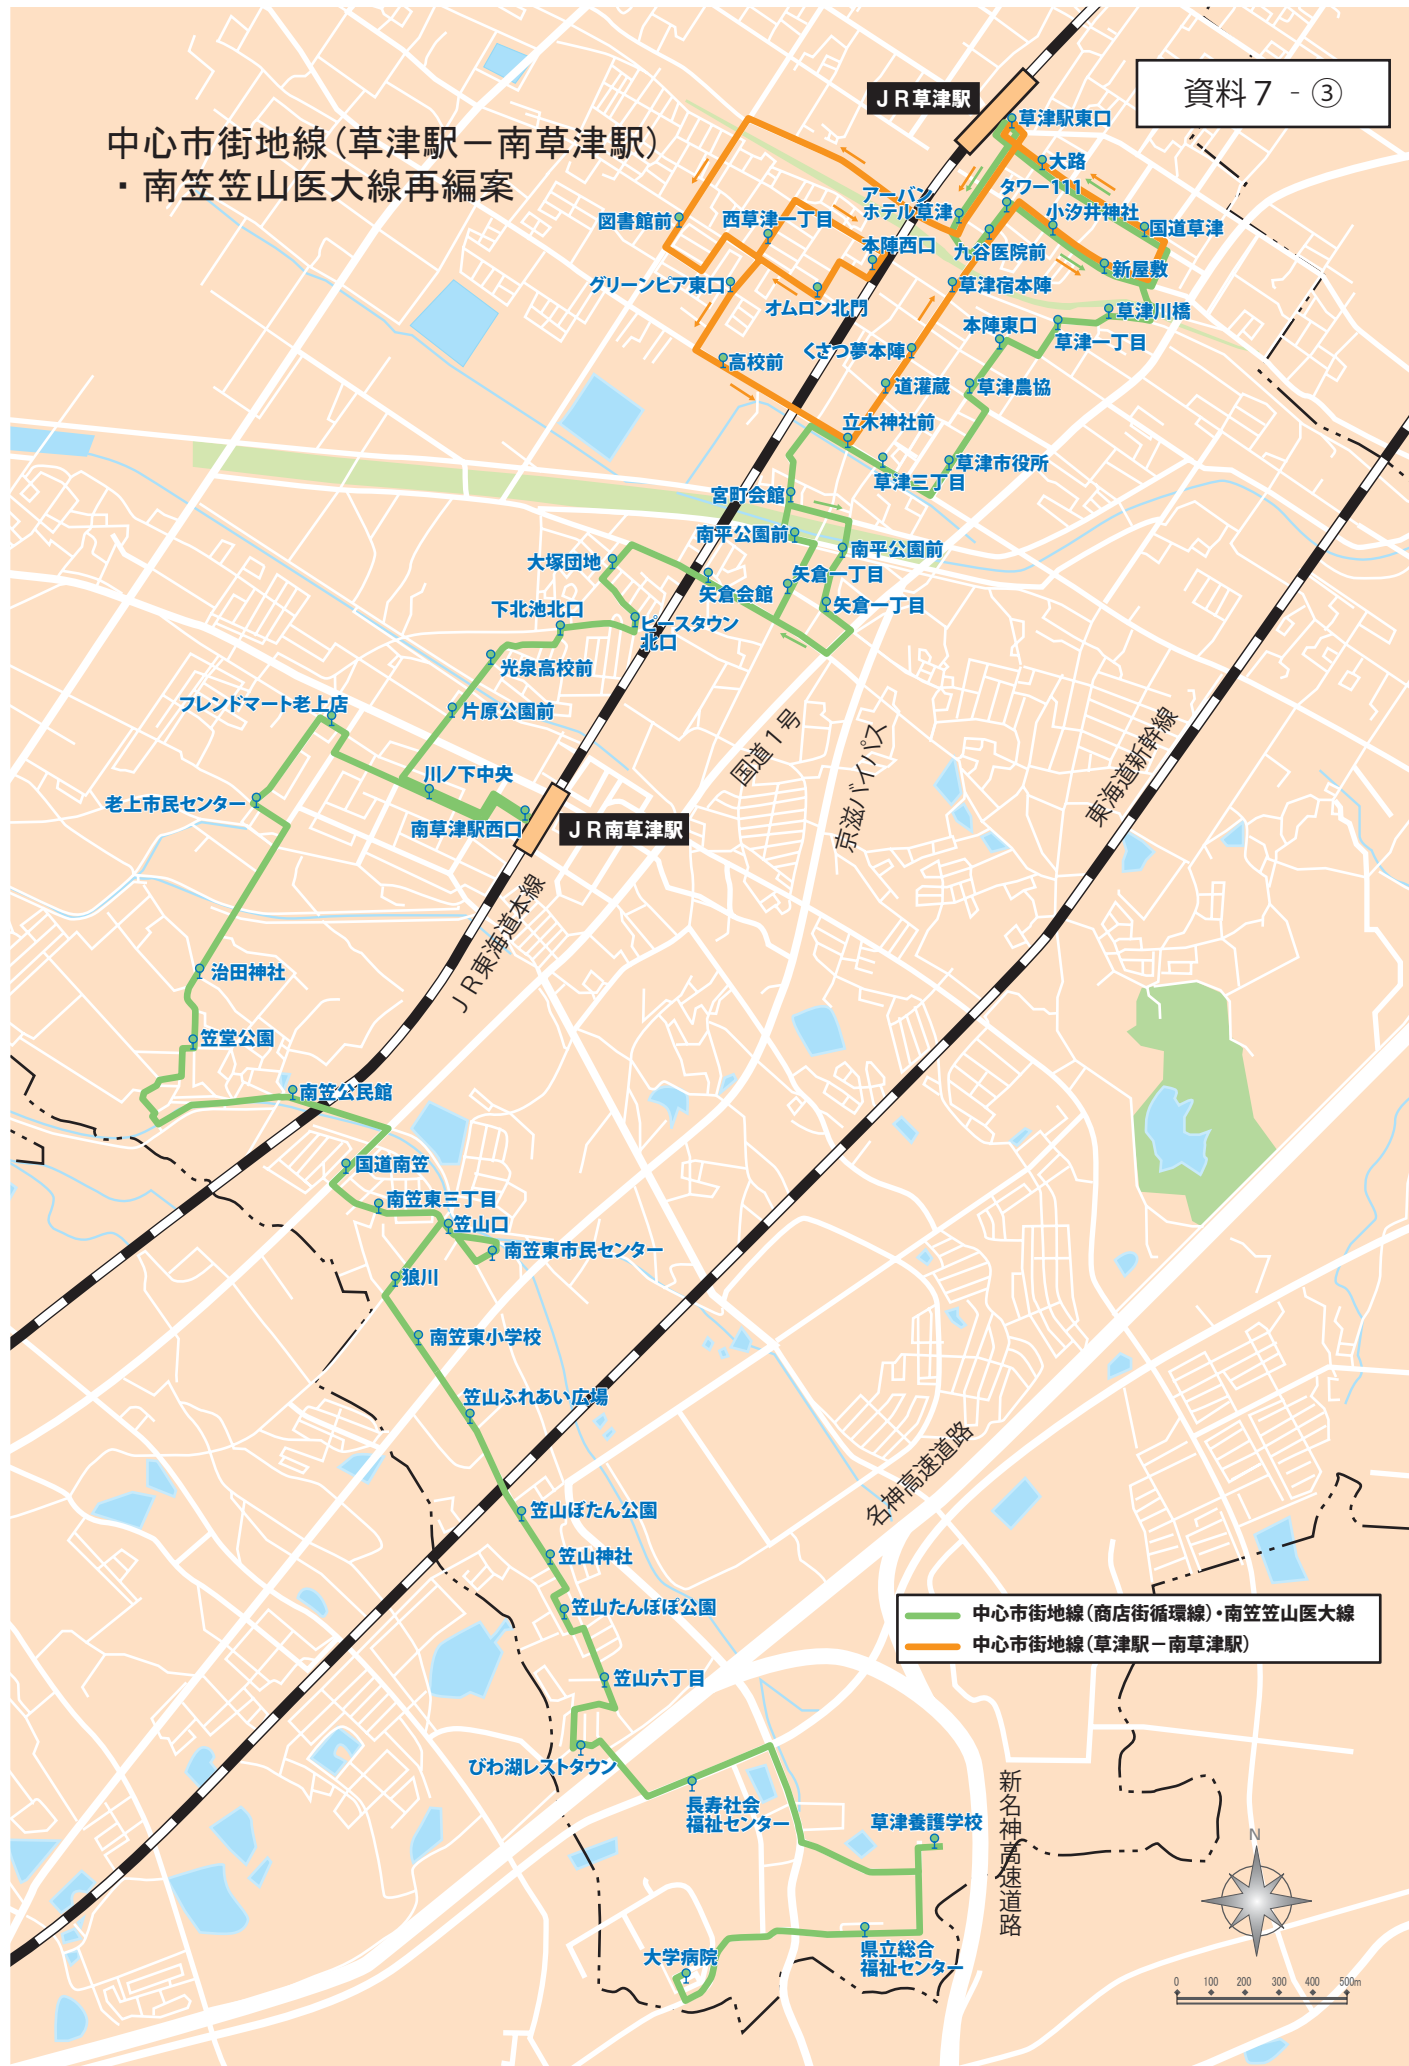 資料７‐③
中心市街地線（草津駅－南草津駅）
・南笠笠山医大線再編案
ＪＲ草津駅
草津駅東口
大路
タワー111
アーバン
ホテル草津
小汐井神社
国道草津
図書館前
西草津一丁目
本陣西口
九谷医院前
新屋敷
グリーンピア東口
オムロン北門
草津宿本陣
草津川橋
本陣東口
草津一丁目
高校前
くさつ夢本陣
道灌蔵
草津農協
立木神社前
草津三丁目
草津市役所
宮町会館
南平公園前
南平公園前
大塚団地
矢倉会館
矢倉一丁目
矢倉一丁目
下北池北口
ピースタウン
北口
光泉高校前
片原公園前
フレンドマート老上店
国道１号
京滋バイパス
東海道新幹線
川ノ下中央
老上市民センター
南草津駅西口
ＪＲ南草津駅
ＪＲ東海道本線
治田神社
笠堂公園
南笠公民館
国道南笠
南笠東三丁目
笠山口
南笠東市民センター
狼川
南笠東小学校
笠山ふれあい広場
名神高速道路
笠山ぼたん公園
笠山神社
笠山たんぽぽ公園
中心市街地線（商店街循環線）・南笠笠山医大線
中心市街地線（草津駅－南草津駅）
笠山六丁目
びわ湖レストタウン
長寿社会
福祉センター
草津養護学校
新名神高速道路
N
大学病院
県立総合
福祉センター
0 100 200 300 400 500m